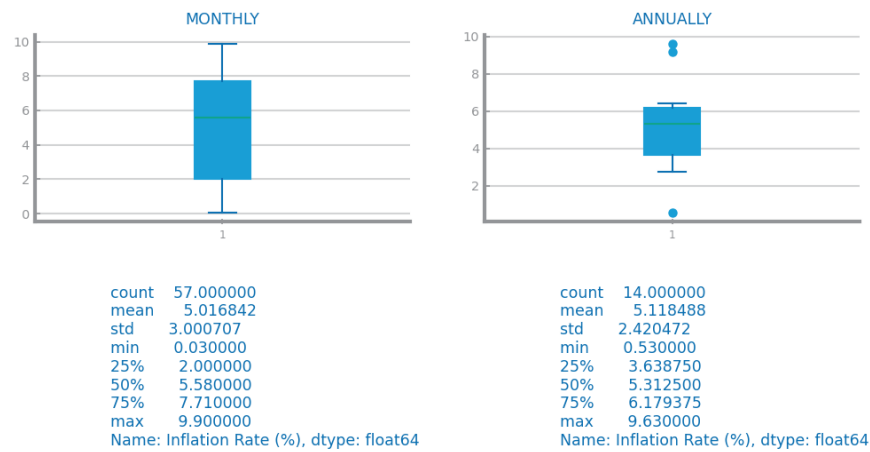 MONTHLY
10
8
6
4
2
0
1
count 57.000000
mean 5.016842
std 3.000707
min 0.030000
25% 2.000000
50% 5.580000
75% 7.710000
max 9.900000
Name: Inflation Rate (%), dtype: float64
ANNUALLY
10
8
6
4
2
1
count 14.000000
mean 5.118488
std 2.420472
min 0.530000
25% 3.638750
50% 5.312500
75% 6.179375
max 9.630000
Name: Inflation Rate (%), dtype: float64